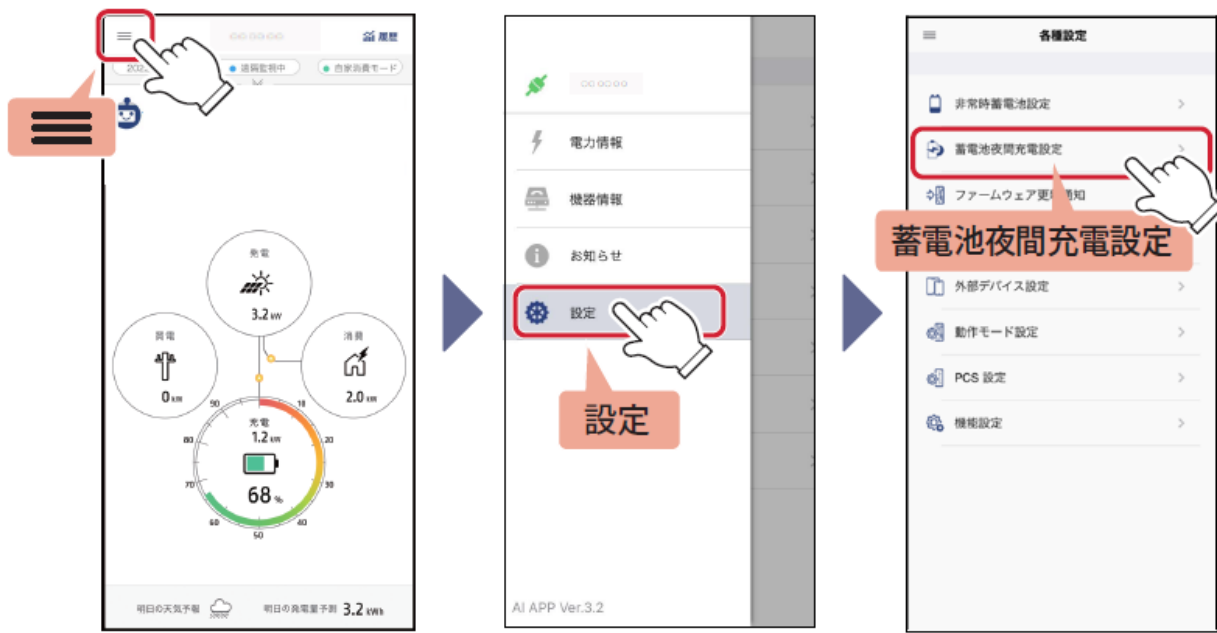 履歴
遠隔監視中
自家消費モード
発電
3.2 kW
買電
0 kW
消費
2.0 kW
90
10
80
20
70
30
60
40
50
充電
1.2 kW
68 %
明日の天気予報
明日の発電量予測 3.2 kWh
電力情報
機器情報
お知らせ
設定
設定
AI APP Ver.3.2
各種設定
非常時蓄電池設定
蓄電池夜間充電設定
ファームウェア更新通知
蓄電池夜間充電設定
外部デバイス設定
動作モード設定
PCS 設定
機能設定